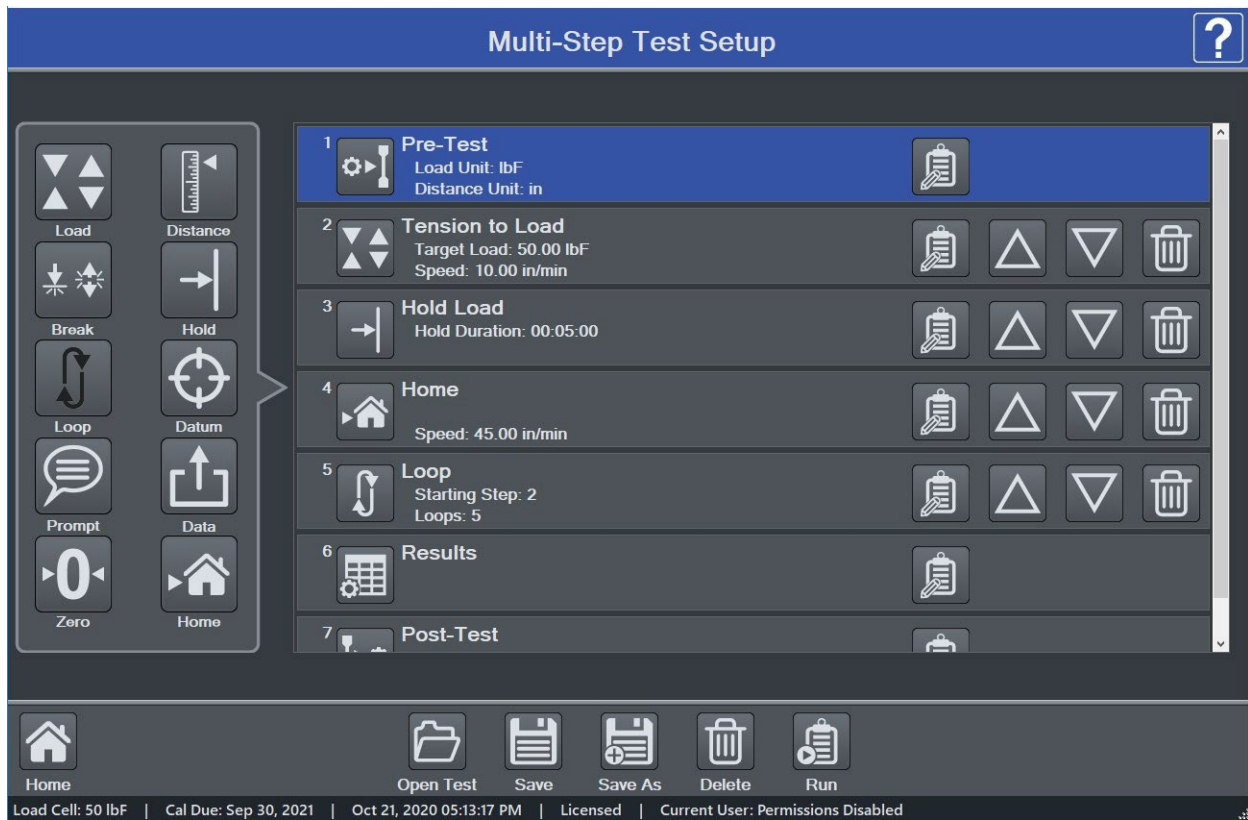 Multi-Step Test Setup
?
Load
Distance
Break
Hold
Loop
Datum
Prompt
Data
0
Zero
Home
1
Pre-Test
Load Unit: lbF
Distance Unit: in
2
Tension to Load
Target Load: 50.00 lbF
Speed: 10.00 in/min
3
Hold Load
Hold Duration: 00:05:00
4
Home
Speed: 45.00 in/min
5
Loop
Starting Step: 2
Loops: 5
6
Results
7
Post-Test
Home
Open Test
Save
Save As
Delete
Run
Load Cell: 50 lbF | Cal Due: Sep 30, 2021 | Oct 21, 2020 05:13:17 PM | Licensed | Current User: Permissions Disabled